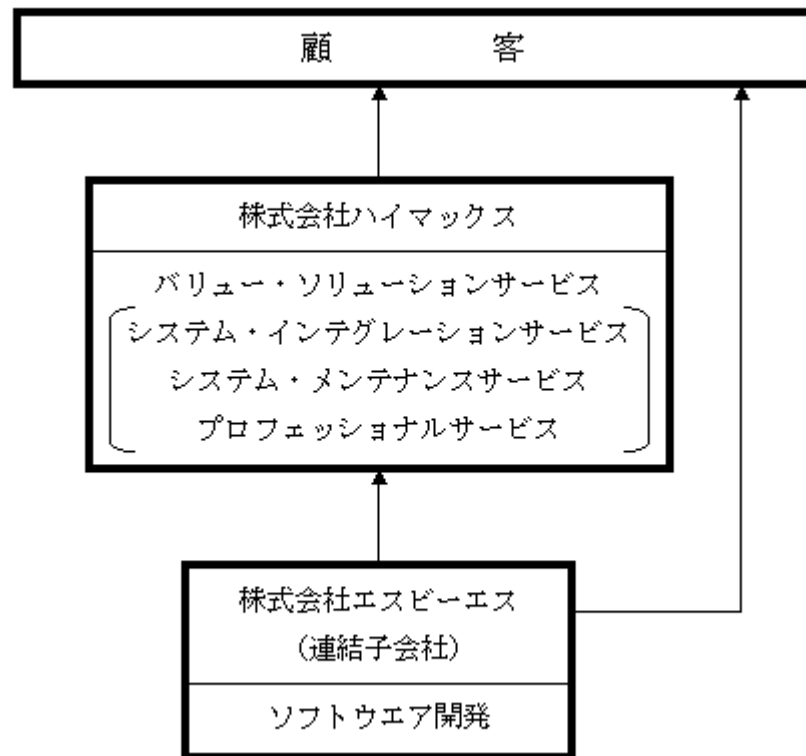 顧客
株式会社ハイマックス
バリュー・ソリューションサービス
システム・インテグレーションサービス
システム・メンテナンスサービス
プロフェッショナルサービス
株式会社エスビーエス
(連結子会社)
ソフトウエア開発